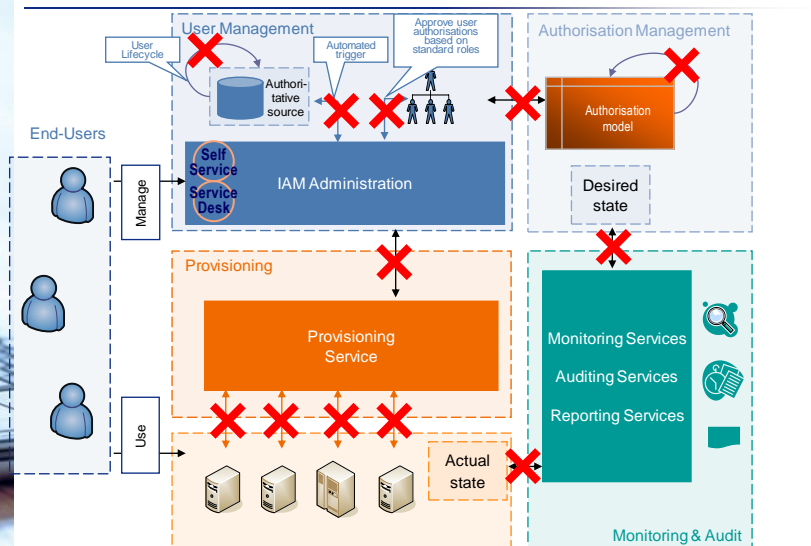 User Management
Authorisation Management
User
Lifecycle
Automated
trigger
Approve user
authorisations
based on
standard roles
Authori-
tative
source
Authorisation
model
End-Users
Self
Service
Service
Desk
IAM Administration
Desired
state
Manage
Provisioning
Provisioning
Service
Monitoring Services
Auditing Services
Reporting Services
Use
Actual
state
Monitoring & Audit